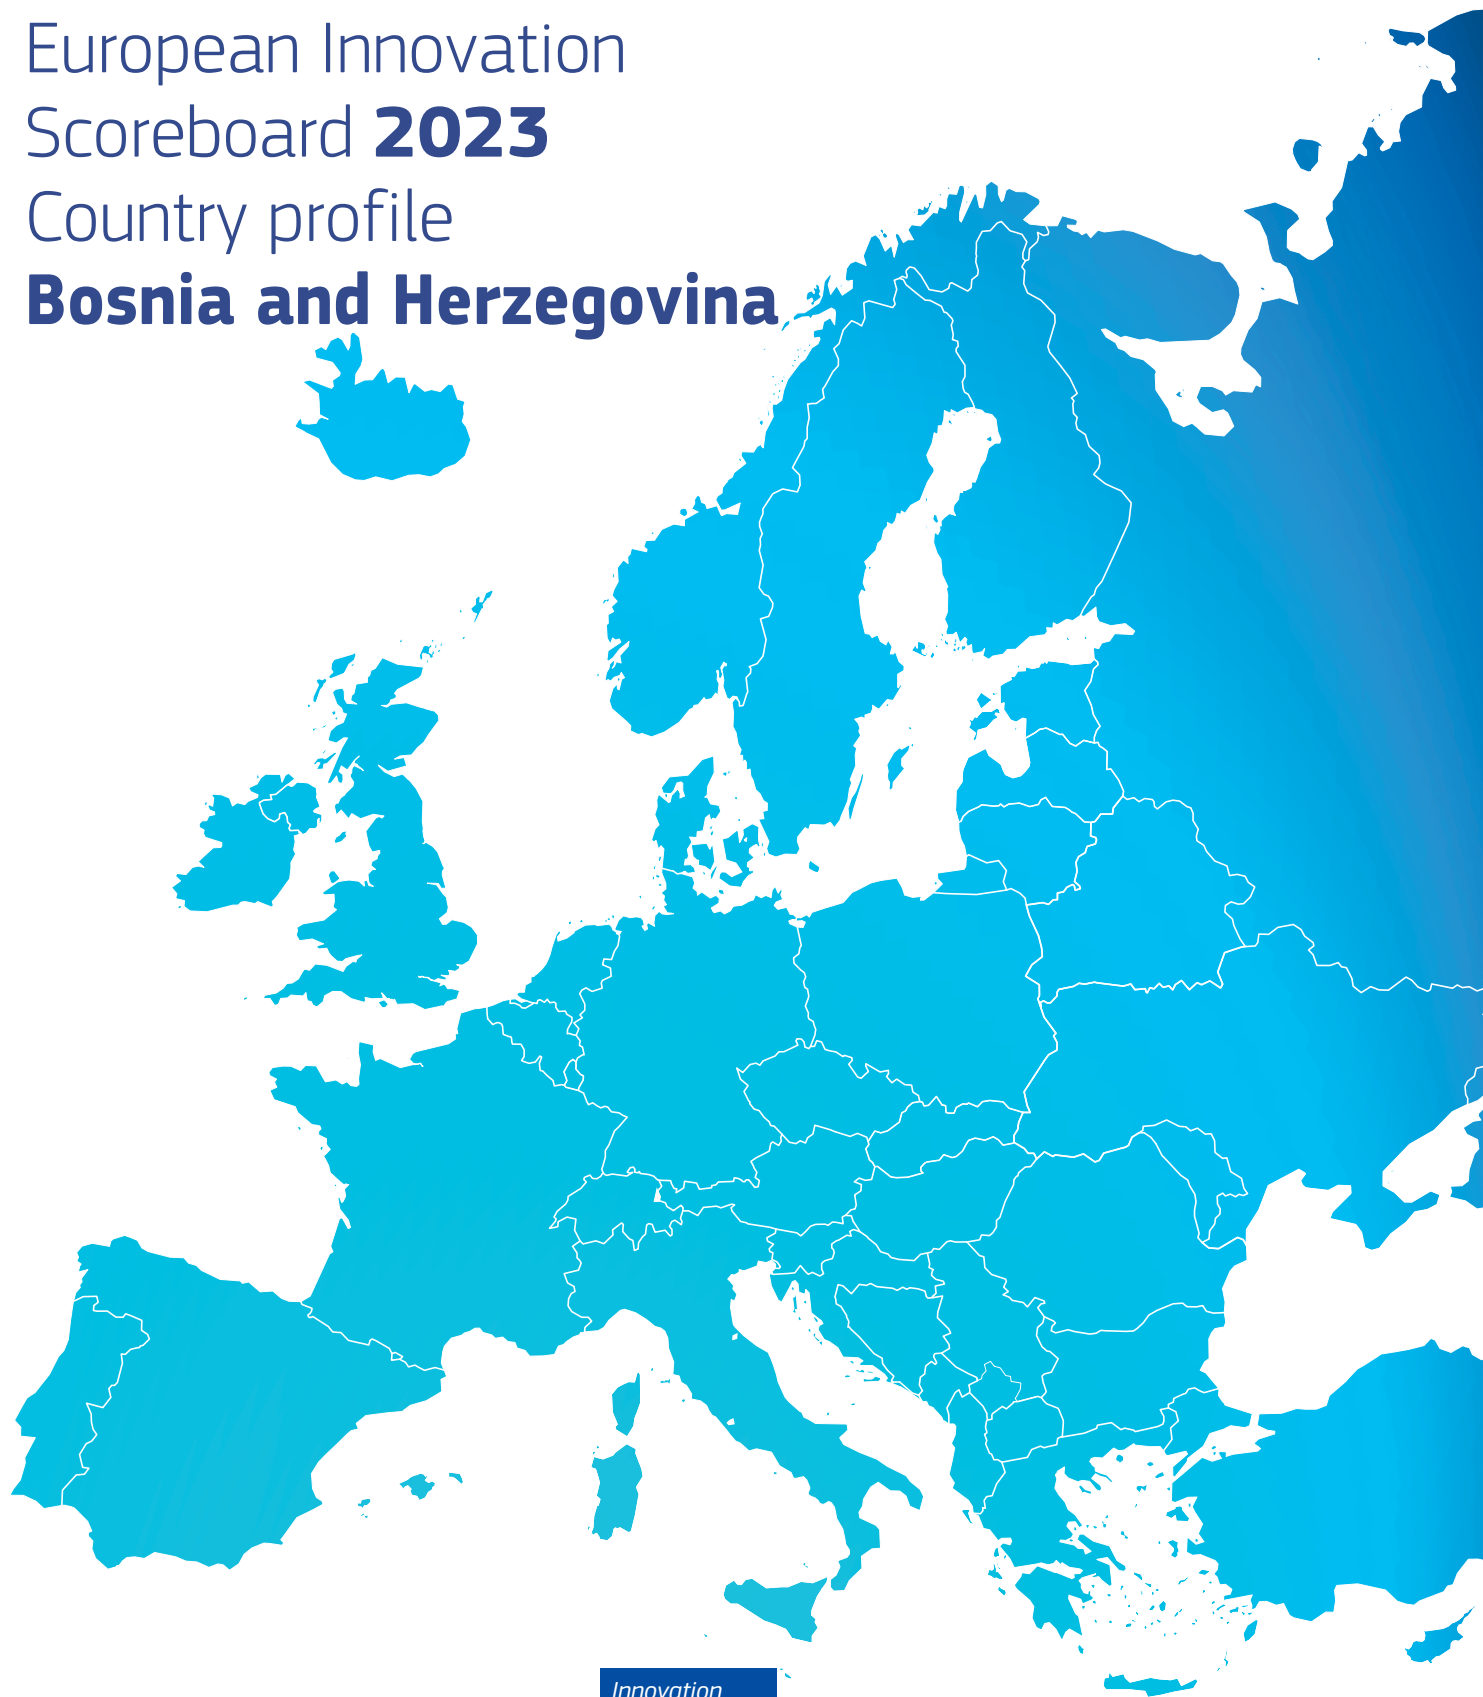 European Innovation
Scoreboard 2023
Country profile
Bosnia and Herzegovina
Innovation